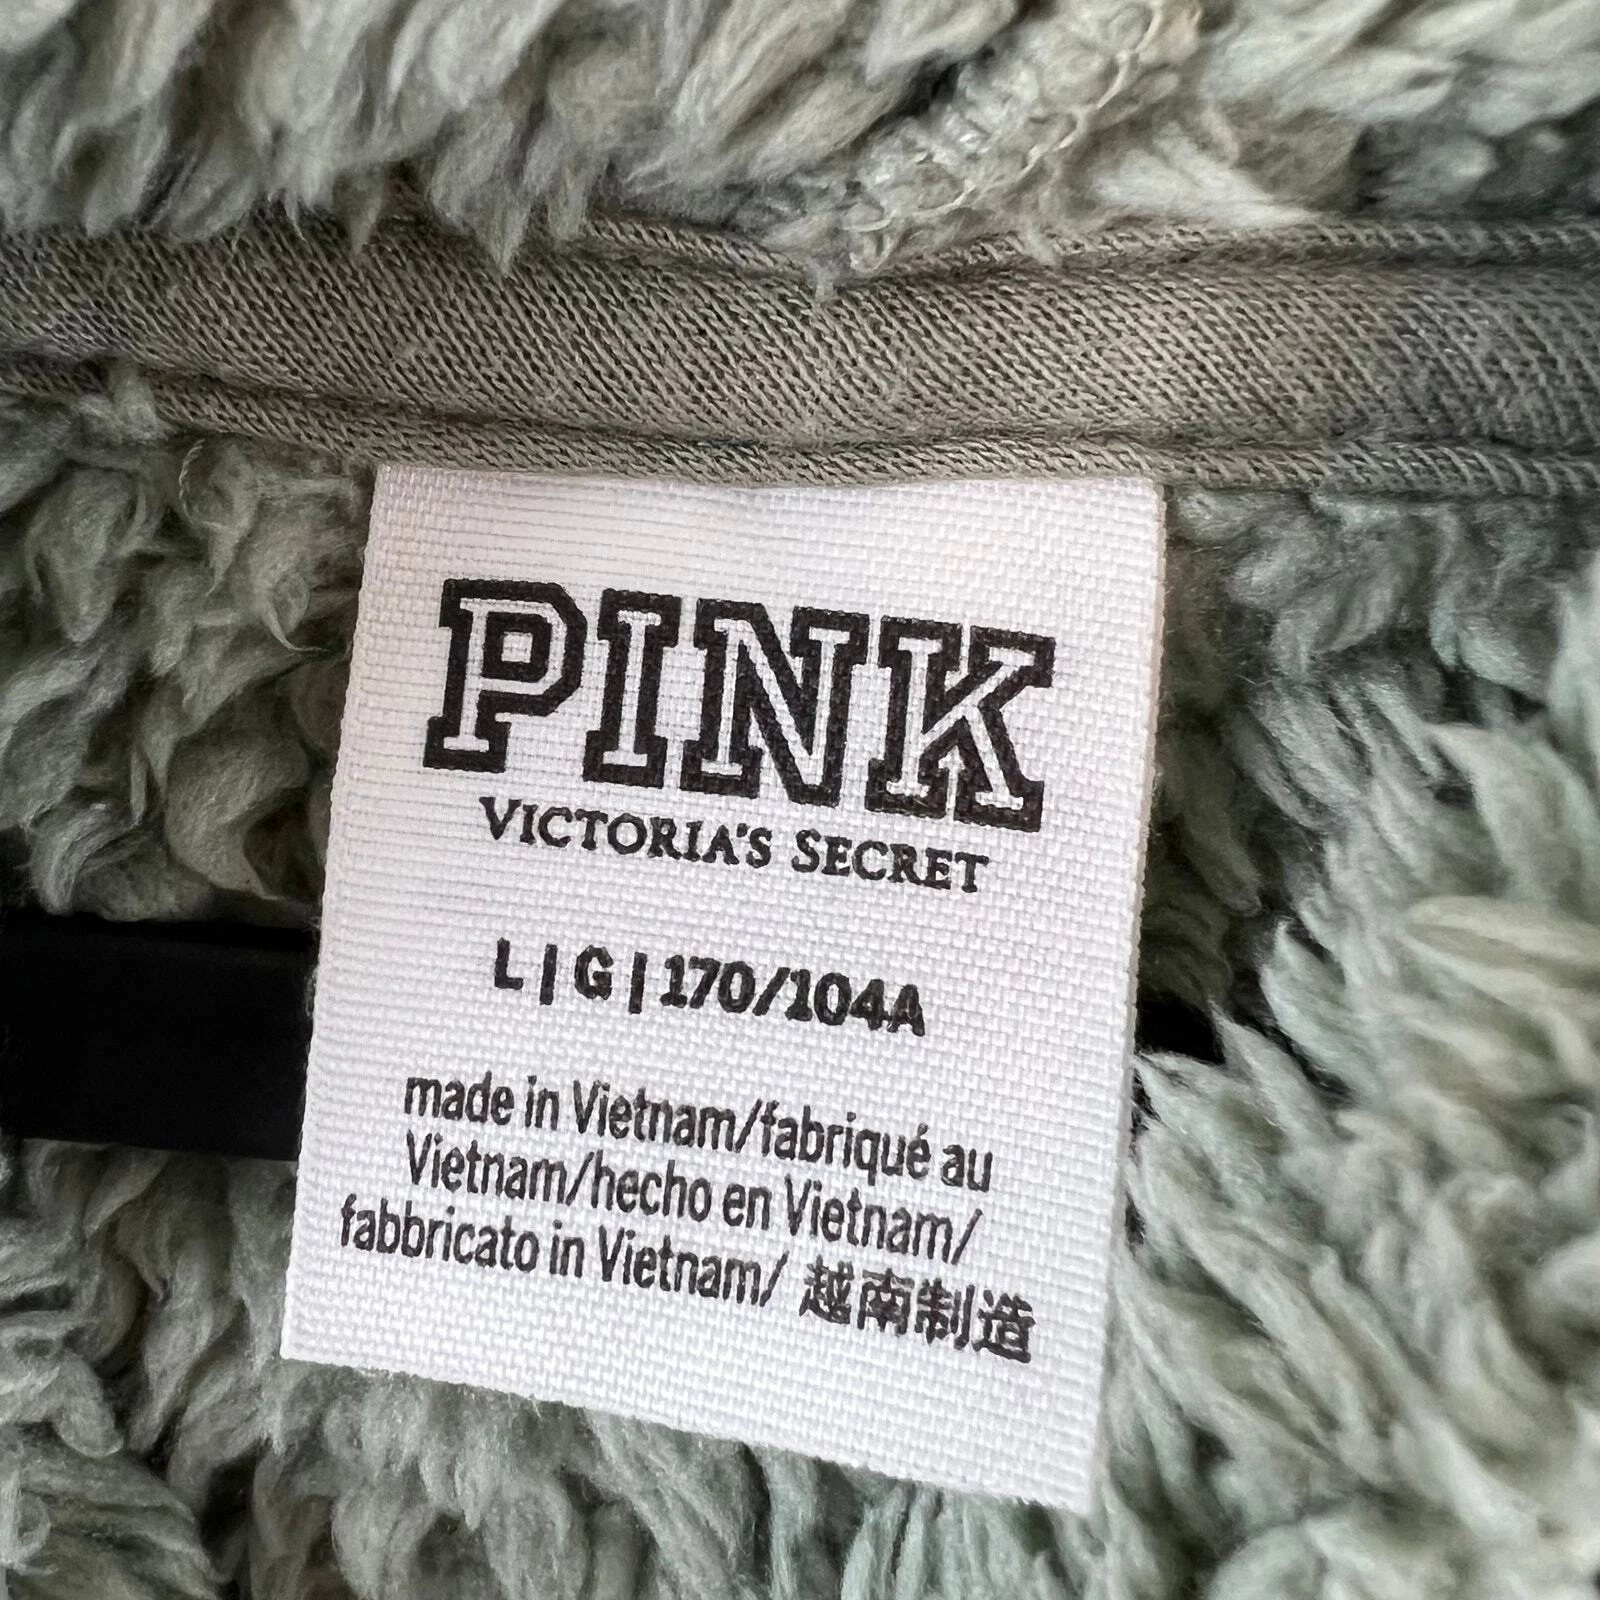 PINK
VICTORIA'S SECRET
L | G | 170/104A
made in Vietnam/fabriqué au
Vietnam/hecho en Vietnam/
fabbricato in Vietnam/ 越南制造